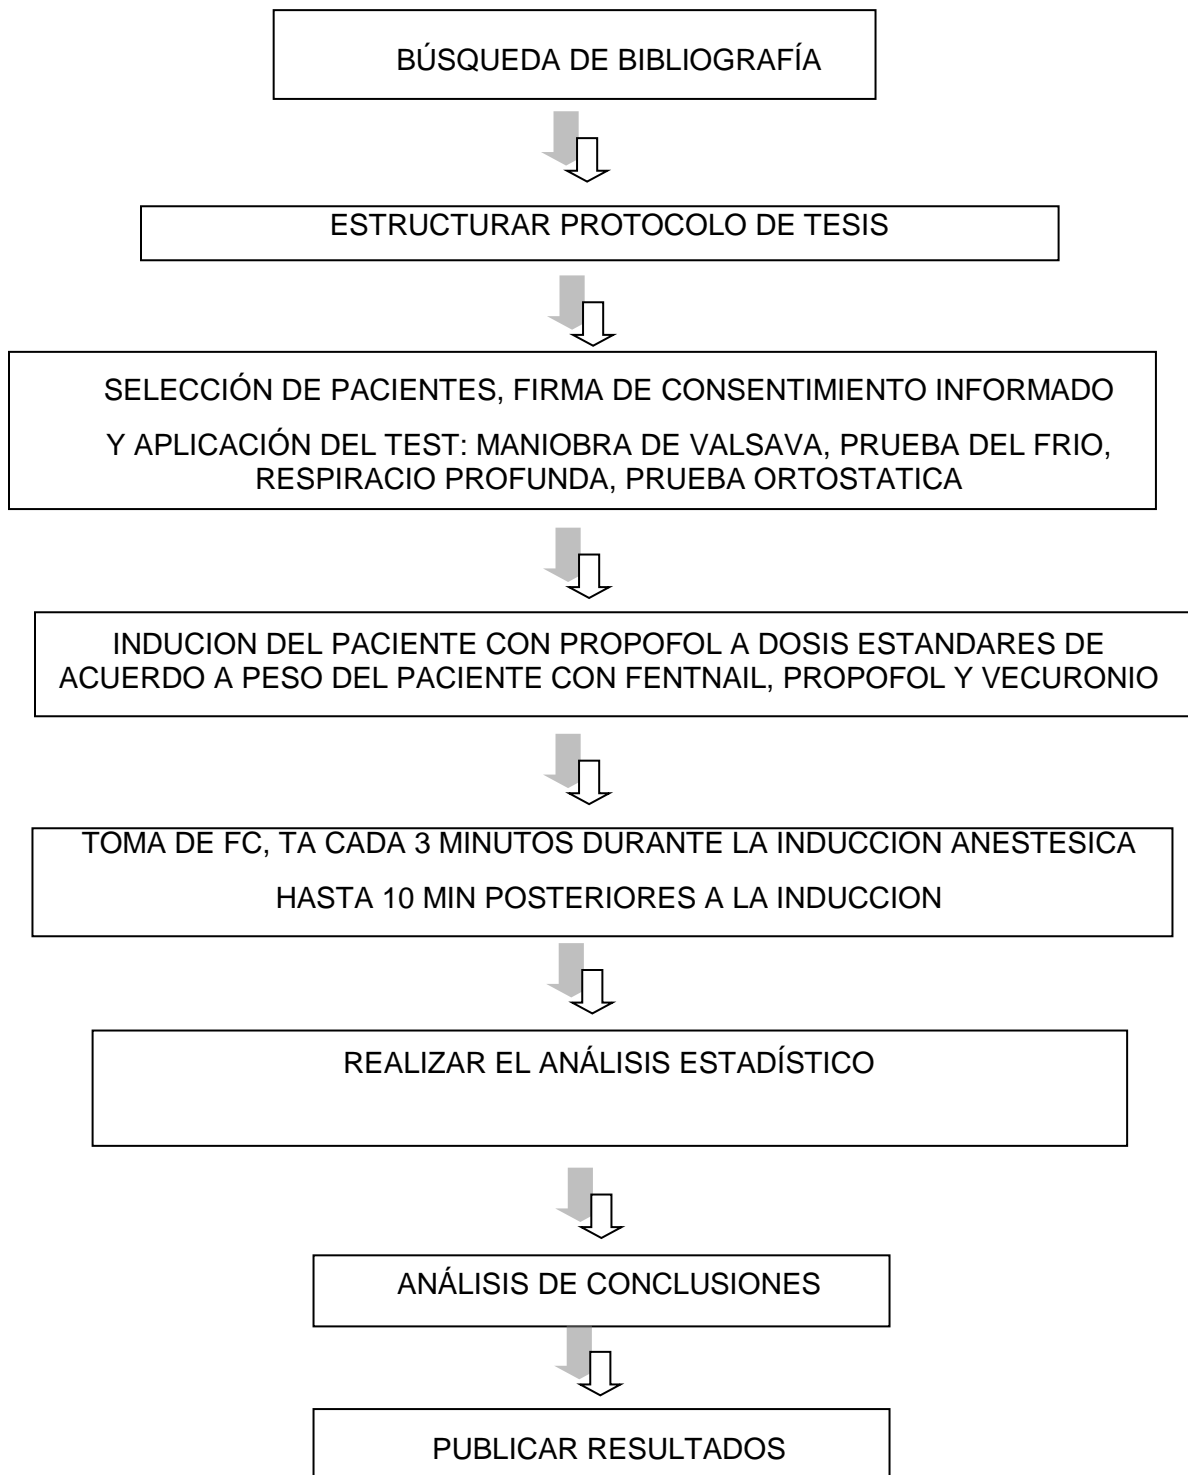 BÚSQUEDA DE BIBLIOGRAFÍA
ESTRUCTURAR PROTOCOLO DE TESIS
SELECCIÓN DE PACIENTES, FIRMA DE CONSENTIMIENTO INFORMADO
Y APLICACIÓN DEL TEST: MANIOBRA DE VALSAVA, PRUEBA DEL FRIO,
RESPIRACIO PROFUNDA, PRUEBA ORTOSTATICA
INDUCION DEL PACIENTE CON PROPOFOL A DOSIS ESTANDARES DE
ACUERDO A PESO DEL PACIENTE CON FENTNAIL, PROPOFOL Y VECURONIO
TOMA DE FC, TA CADA 3 MINUTOS DURANTE LA INDUCCION ANESTESICA
HASTA 10 MIN POSTERIORES A LA INDUCCION
REALIZAR EL ANÁLISIS ESTADÍSTICO
ANÁLISIS DE CONCLUSIONES
PUBLICAR RESULTADOS